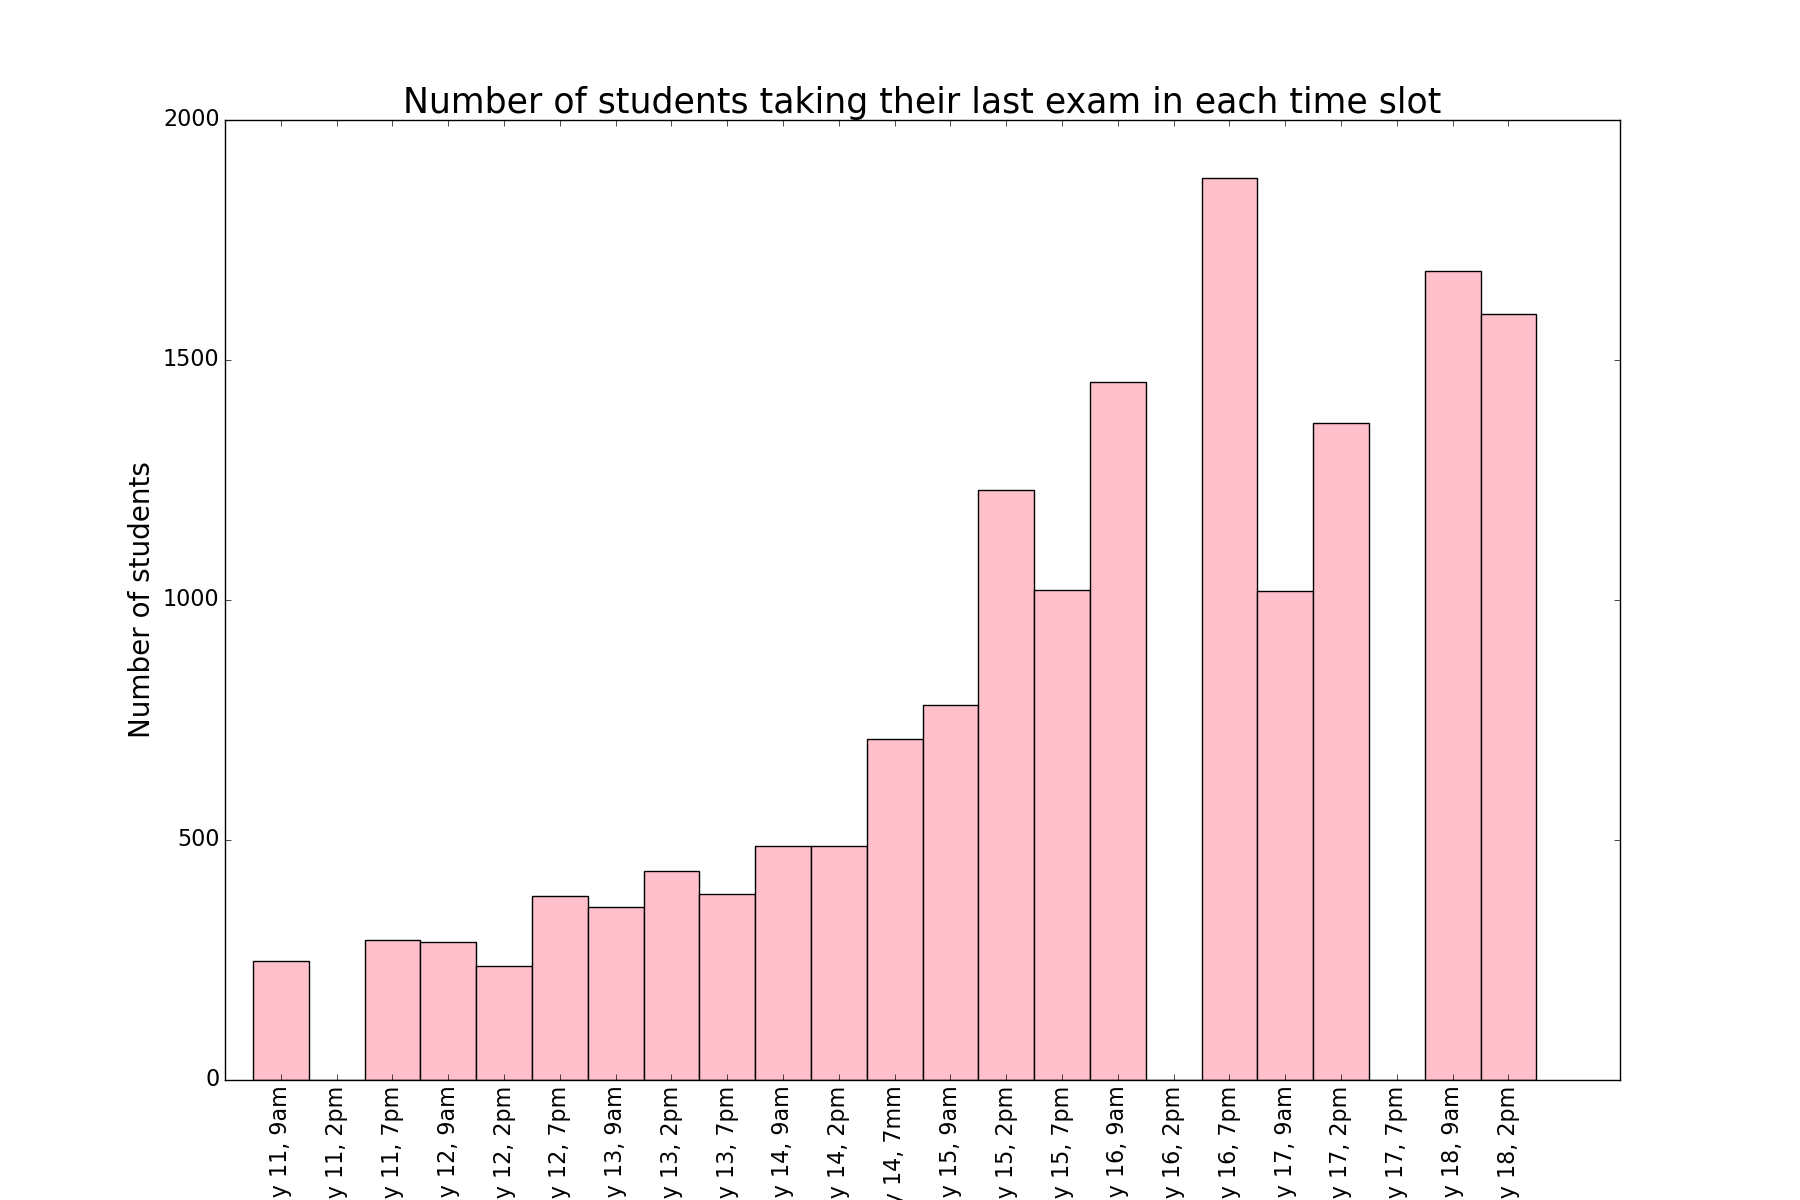 Number of students taking their last exam in each time slot
Number of students
2000
1500
1000
500
0
y 11, 9am
y 11, 2pm
y 11, 7pm
y 12, 9am
y 12, 2pm
y 12, 7pm
y 13, 9am
y 13, 2pm
y 13, 7pm
y 14, 9am
y 14, 2pm
y 14, 7mm
y 15, 9am
y 15, 2pm
y 15, 7pm
y 16, 9am
y 16, 2pm
y 16, 7pm
y 17, 9am
y 17, 2pm
y 17, 7pm
y 18, 9am
y 18, 2pm